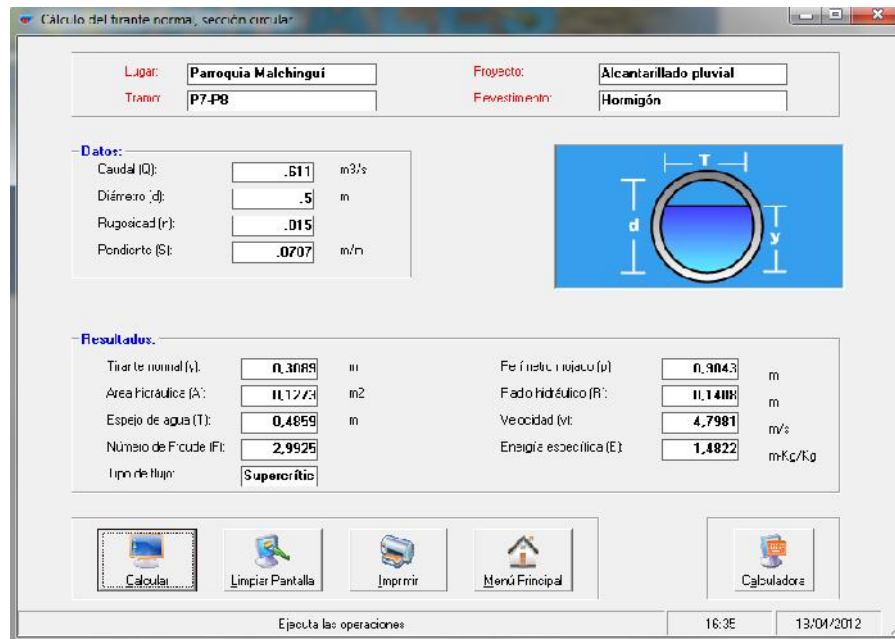 Cálculo del tirante normal, sección circular
Lugar: Parroquia Malchinguí Proyecto: Alcantarillado pluvial
Tramo: P7-P8 Revestimiento: Hormigón
Datos:
Caudal (Q): .611 m3/s
Diámetro (d): .5 m
Rugosidad (n): .015
Pendiente (S): .0707 m/m
T
d
y
Resultados:
Tirante normal (y): 0,3089 m Perímetro mojado (p): 0,9043 m
Area hidráulica (A): 0,1273 m2 Radio hidráulico (R): 0,1408 m
Espejo de agua (T): 0,4859 m Velocidad (v): 4,7981 m/s
Número de Froude (F): 2,9925 Energía específica (E): 1,4822 m-Kg/Kg
Tipo de flujo: Supercrític
Calcular Limpiar Pantalla Imprimir Menú Principal Calculadora
Ejecuta las operaciones 16:35 13/04/2012